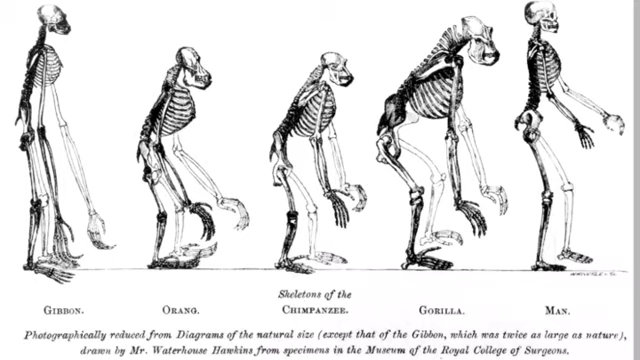 Skeletons of the
GIBBON. ORANG. CHIMPANZEE. GORILLA. MAN.
Photographically reduced from Diagrams of the natural size (except that of the Gibbon, which was twice as large as nature),
drawn by Mr. Waterhouse Hawkins from specimens in the Museum of the Royal College of Surgeons.